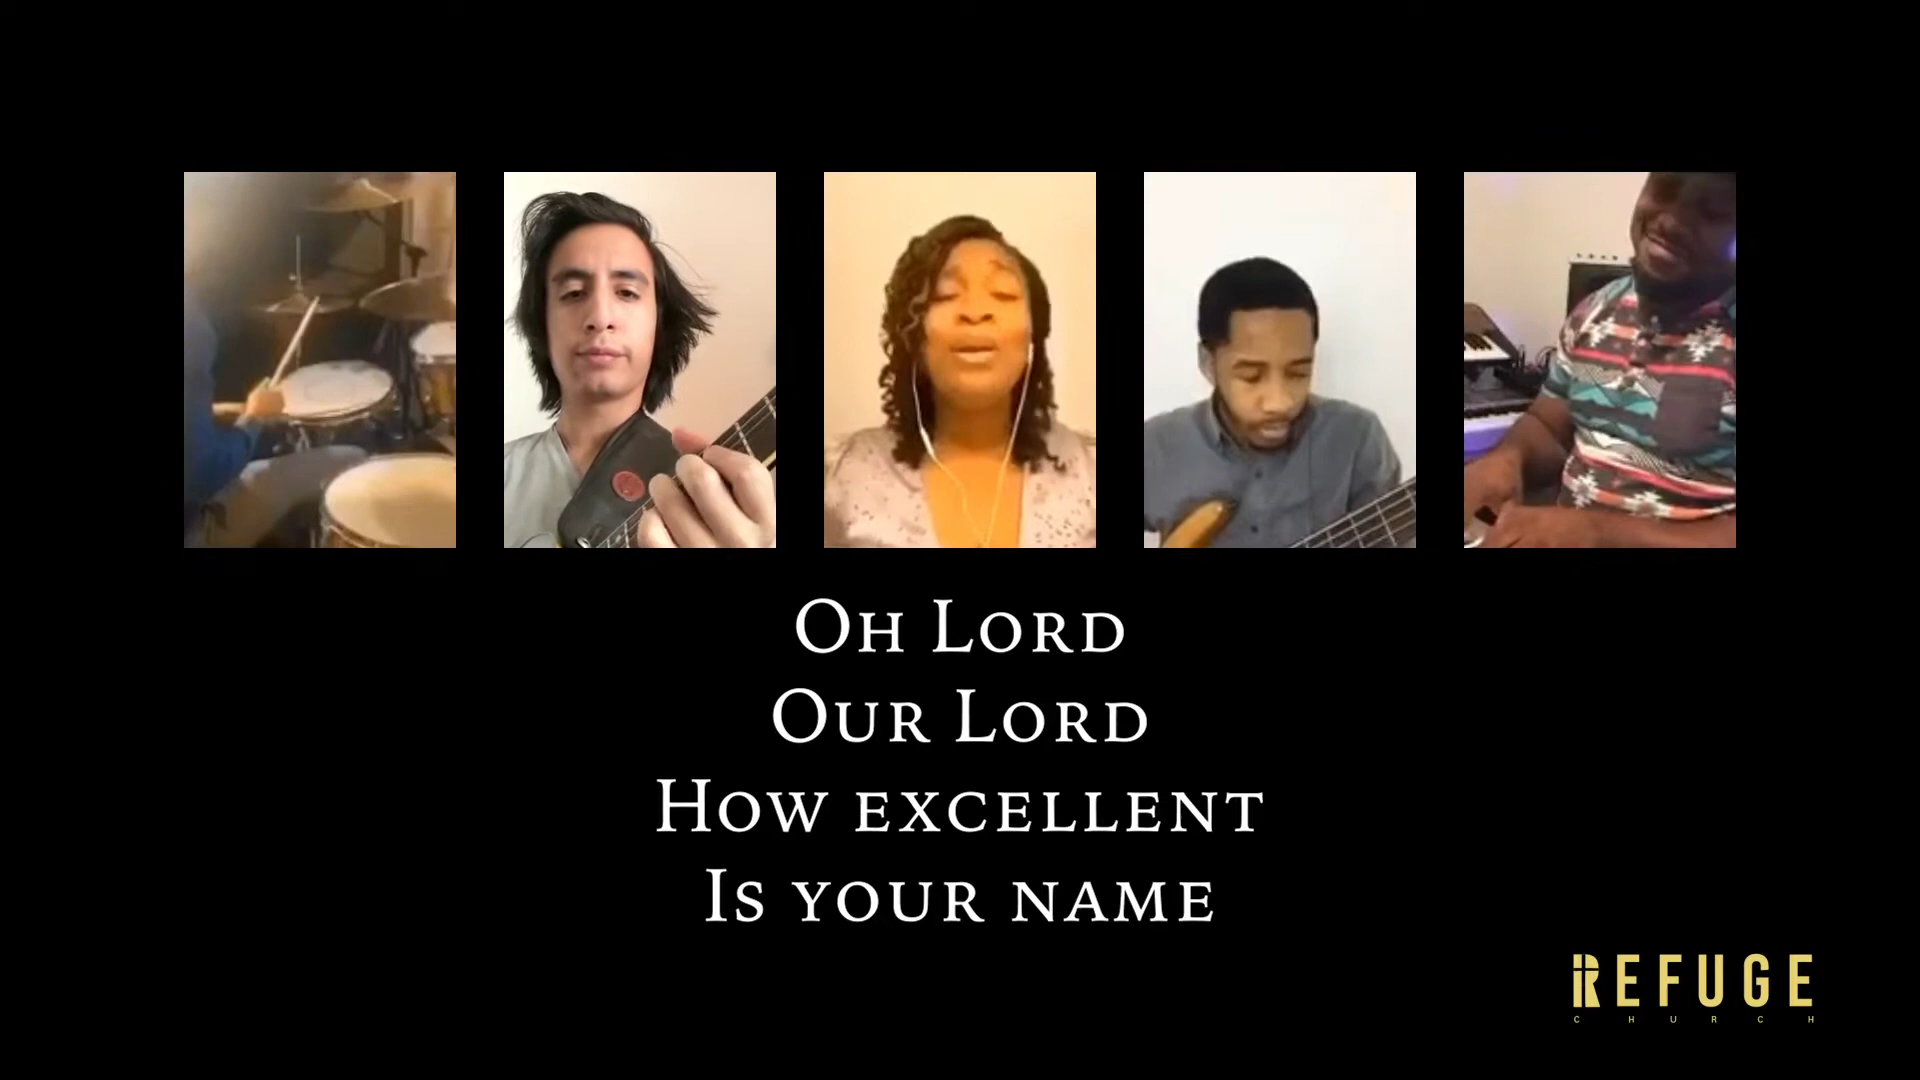 Oh Lord
Our Lord
How excellent
Is your name
REFUGE
CHURCH